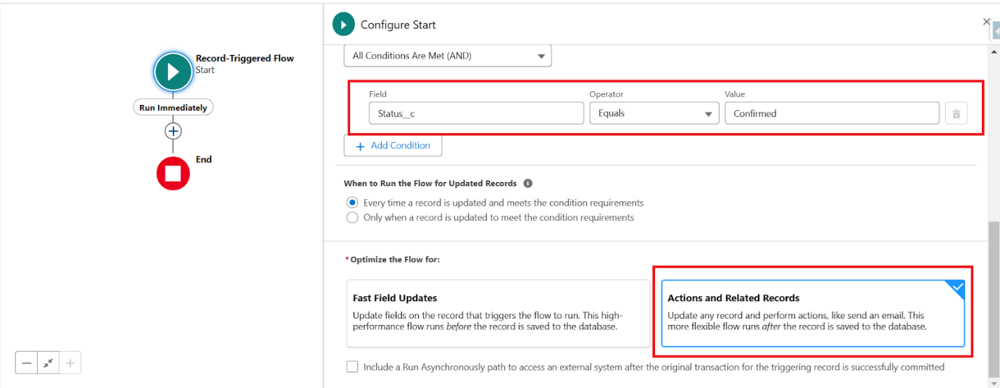 Configure Start
Record-Triggered Flow
Start
Run Immediately
End
All Conditions Are Met (AND)
Field Operator Value
Status__c Equals Confirmed
Add Condition
When to Run the Flow for Updated Records
Every time a record is updated and meets the condition requirements
Only when a record is updated to meet the condition requirements
*Optimize the Flow for:
Fast Field Updates
Update fields on the record that triggers the flow to run. This high-
performance flow runs before the record is saved to the database.
Actions and Related Records
Update any record and perform actions, like send an email. This
more flexible flow runs after the record is saved to the database.
Include a Run Asynchronously path to access an external system after the original transaction for the triggering record is successfully committed